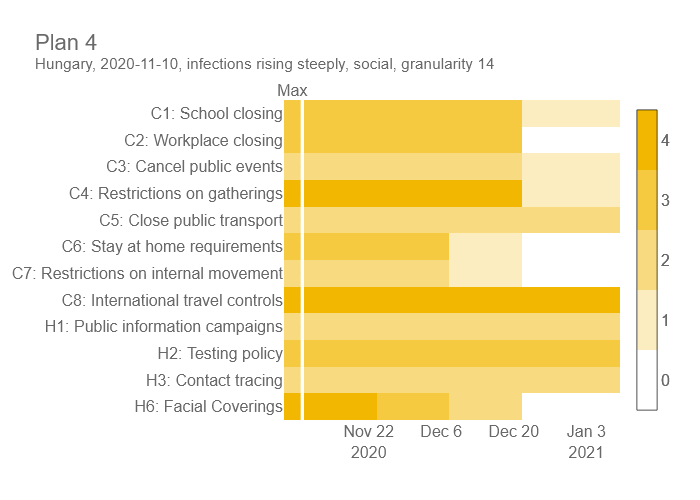 Plan 4
Hungary, 2020-11-10, infections rising steeply, social, granularity 14
Max
C1: School closing
C2: Workplace closing
C3: Cancel public events
C4: Restrictions on gatherings
C5: Close public transport
C6: Stay at home requirements
C7: Restrictions on internal movement
C8: International travel controls
H1: Public information campaigns
H2: Testing policy
H3: Contact tracing
H6: Facial Coverings
Nov 22 Dec 6 Dec 20 Jan 3
2020 2021
4
3
2
1
0